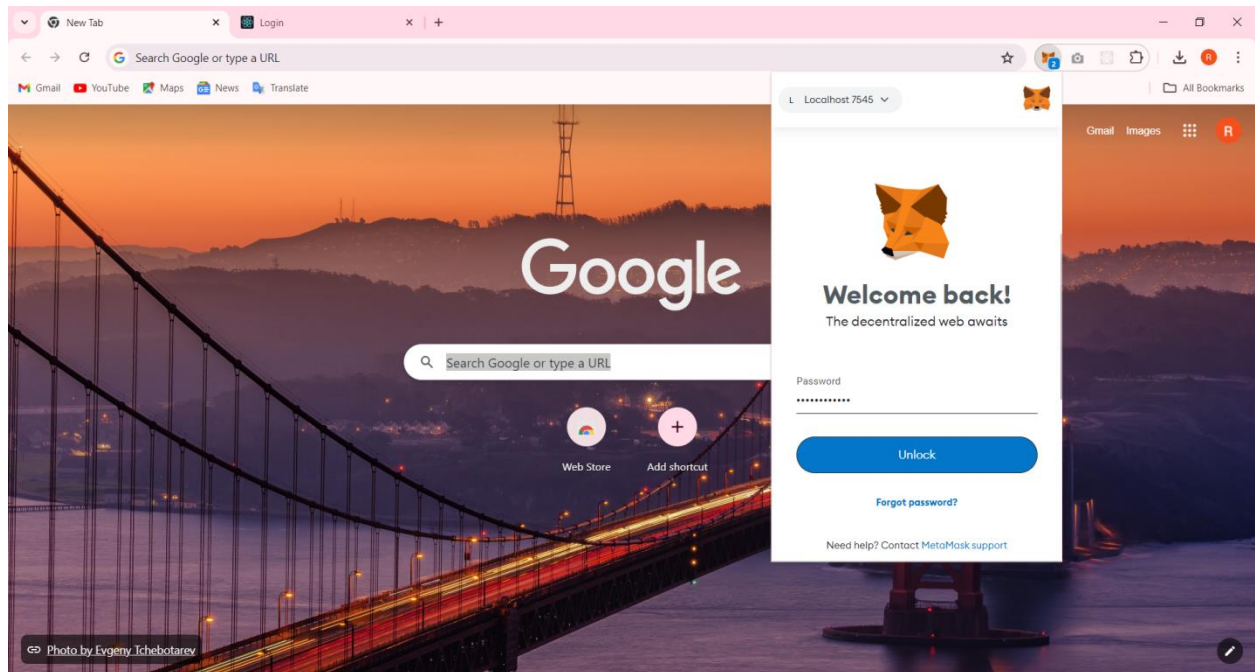 New Tab
Login
Search Google or type a URL
2
R
Gmail
YouTube
Maps
News
Translate
All Bookmarks
L Localhost 7545
Gmail Images
R
Google
Welcome back!
The decentralized web awaits
Search Google or type a URL
Password
Unlock
Web Store
Add shortcut
Forgot password?
Need help? Contact MetaMask support
Photo by Evgeny Tchebotarev